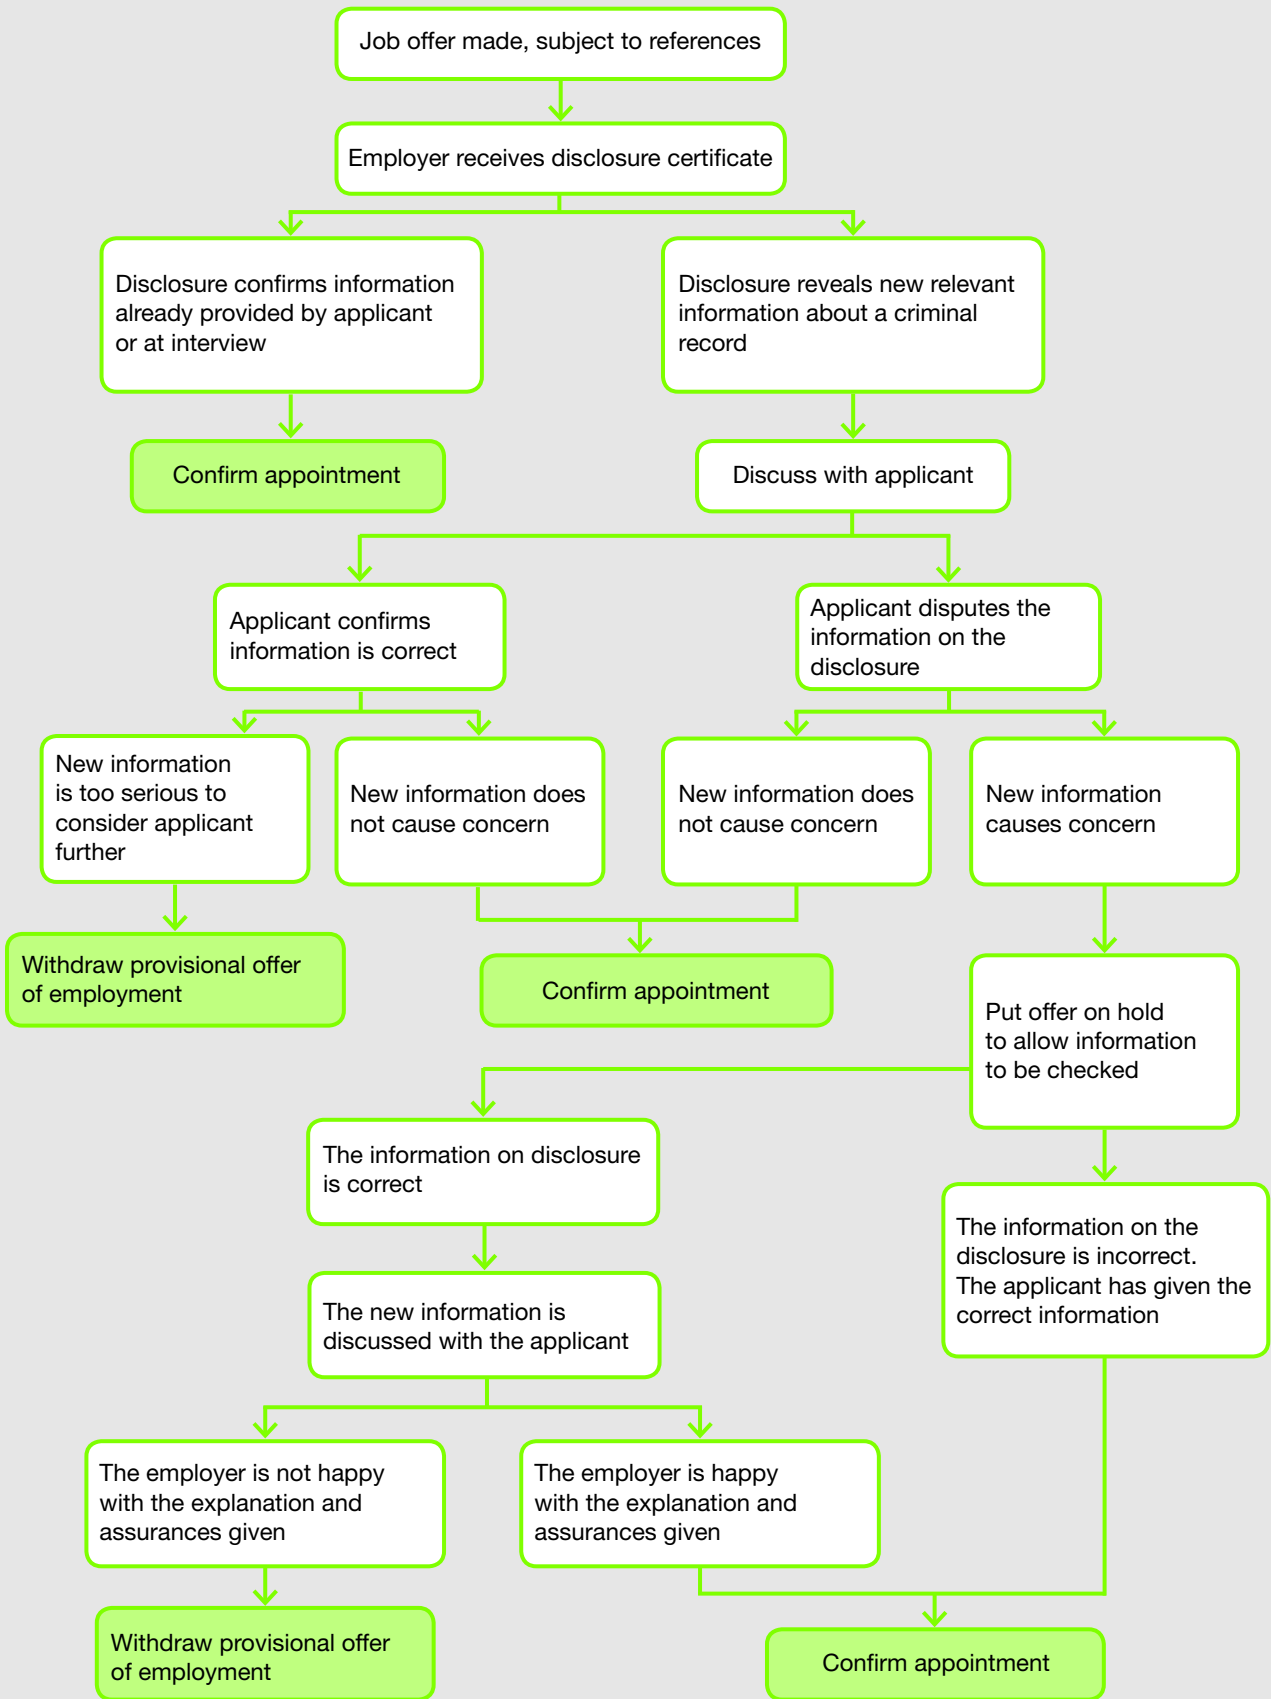 Job offer made, subject to references
Employer receives disclosure certificate
Disclosure confirms information
already provided by applicant
or at interview
Disclosure reveals new relevant
information about a criminal
record
Confirm appointment
Discuss with applicant
Applicant confirms
information is correct
Applicant disputes the
information on the
disclosure
New information
is too serious to
consider applicant
further
New information does
not cause concern
New information does
not cause concern
New information
causes concern
Withdraw provisional offer
of employment
Confirm appointment
Put offer on hold
to allow information
to be checked
The information on disclosure
is correct
The information on the
disclosure is incorrect.
The applicant has given the
correct information
The new information is
discussed with the applicant
The employer is not happy
with the explanation and
assurances given
The employer is happy
with the explanation and
assurances given
Withdraw provisional offer
of employment
Confirm appointment